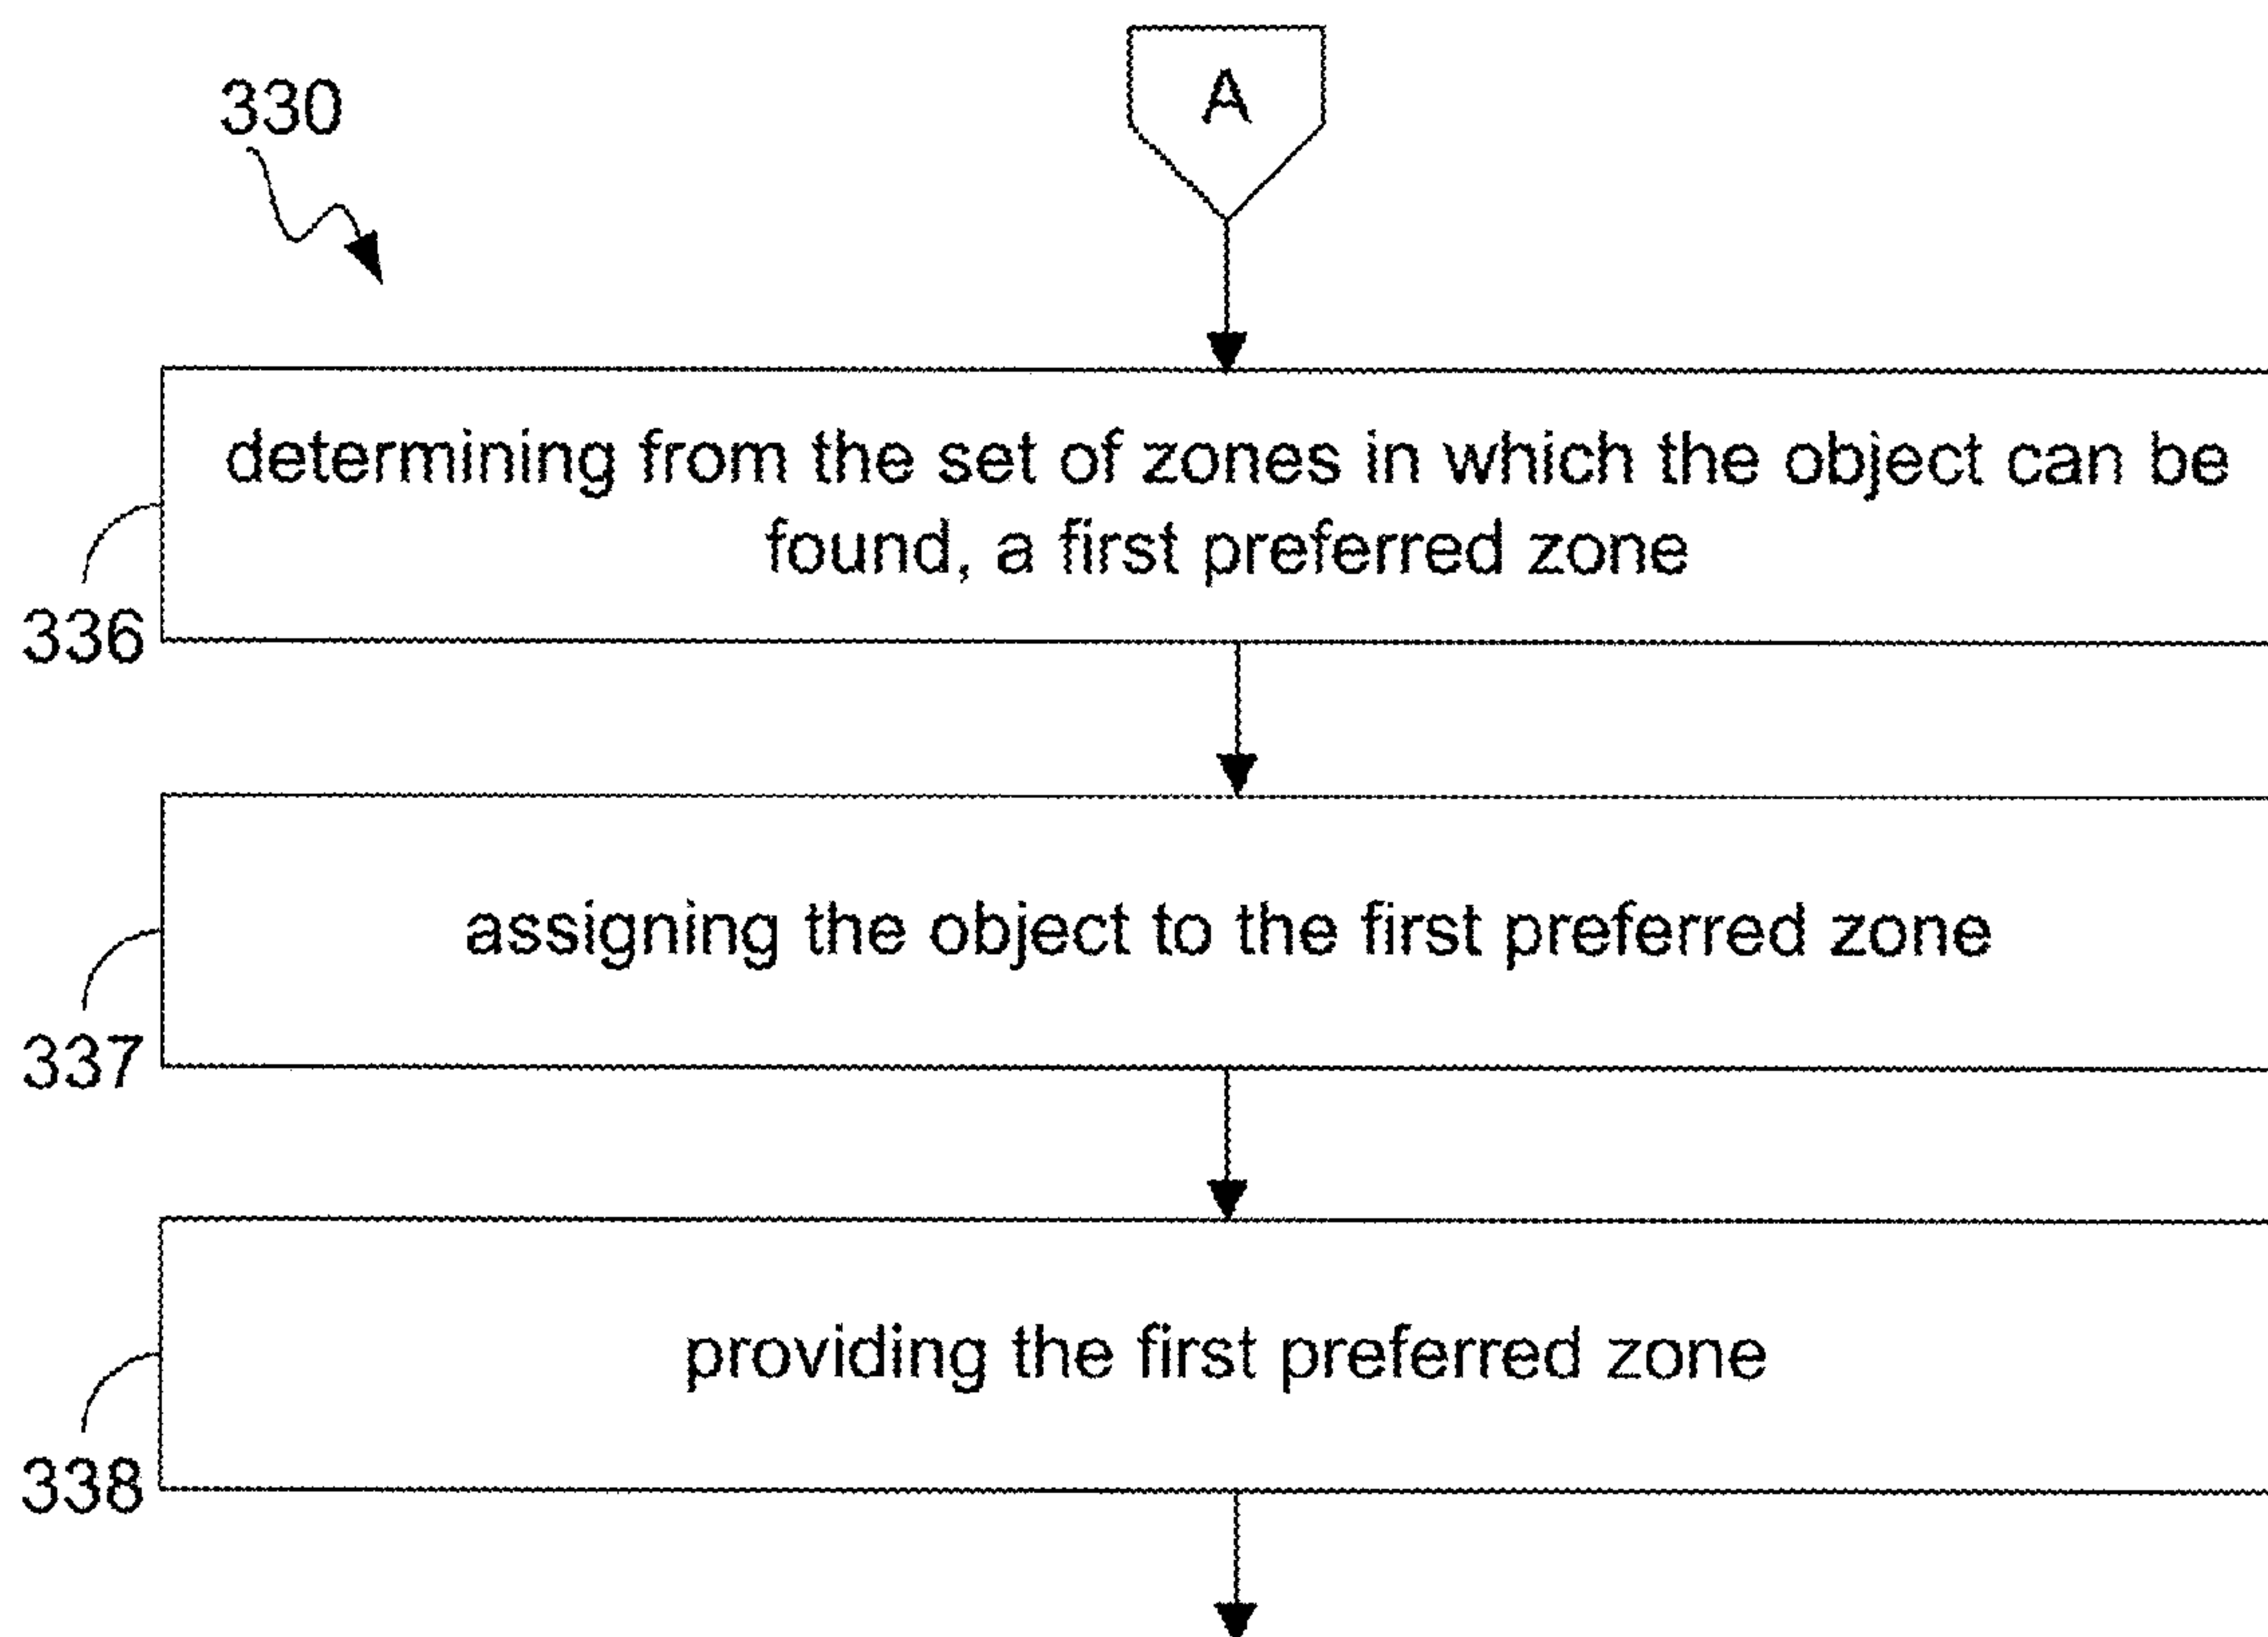 330
A
determining from the set of zones in which the object can be
found, a first preferred zone
336
assigning the object to the first preferred zone
337
providing the first preferred zone
338